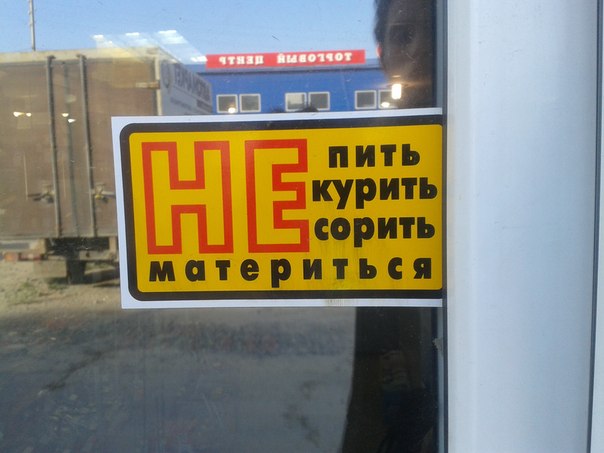 ТОРГОВЫЙ ЦЕНТР
НЕ пить
курить
сорить
материться